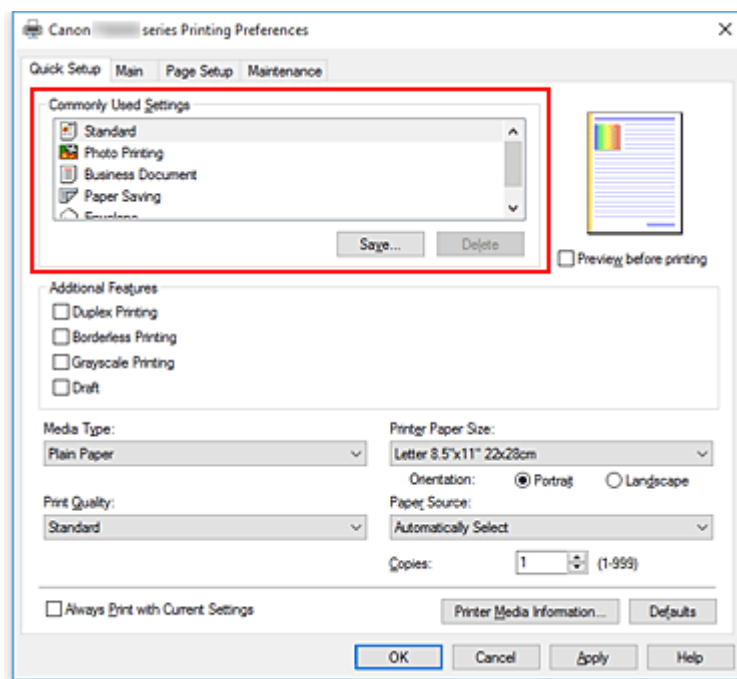 Canon series Printing Preferences
Quick Setup Main Page Setup Maintenance
Commonly Used Settings
Standard
Photo Printing
Business Document
Paper Saving
Envelope
Save... Delete
Preview before printing
Additional Features
Duplex Printing
Borderless Printing
Grayscale Printing
Draft
Media Type: Printer Paper Size:
Plain Paper Letter 8.5"x11" 22x28cm
Orientation: Portrait Landscape
Print Quality: Paper Source:
Standard Automatically Select
Copies: 1 (1-999)
Always Print with Current Settings Printer Media Information... Defaults
OK Cancel Apply Help